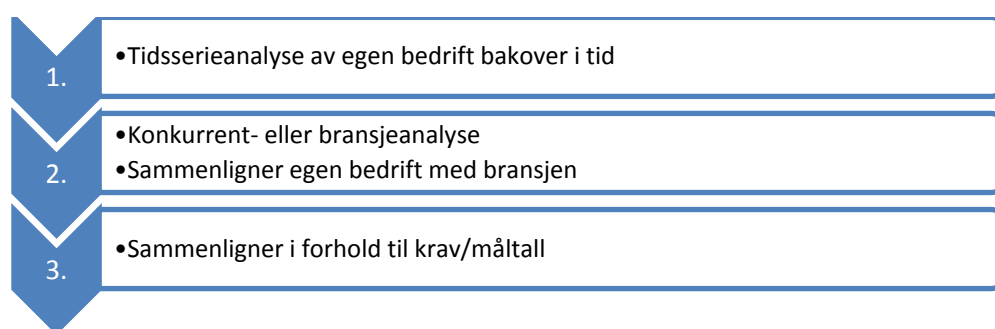 1.
•Tidsserieanalyse av egen bedrift bakover i tid
2.
•Konkurrent- eller bransjeanalyse
•Sammenligner egen bedrift med bransjen
3.
•Sammenligner i forhold til krav/måltall